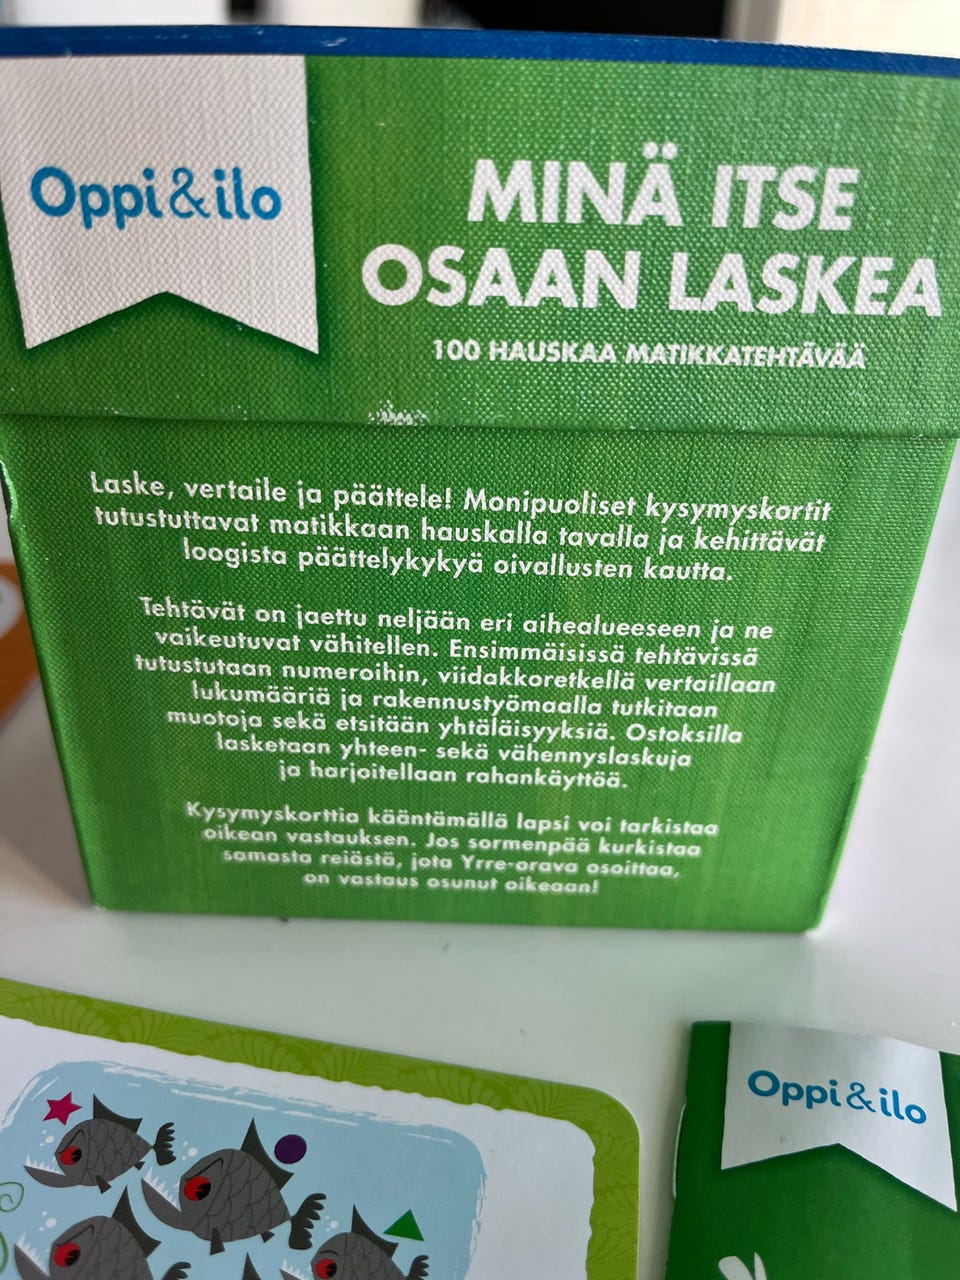 Oppi&ilo
MINÄ ITSE
OSAAN LASKEA
100 HAUSKAA MATIKKATEHTÄVÄÄ
Laske, vertaile ja päättele! Monipuoliset kysymyskortit
tutustuttavat matikkaan hauskalla tavalla ja kehittävät
loogista päättelykykyä oivallusten kautta.
Tehtävät on jaettu neljään eri aihealueeseen ja ne
vaikeutuvat vähitellen. Ensimmäisissä tehtävissä
tutustutaan numeroihin, viidakkoretkellä vertaillaan
lukumääriä ja rakennustyömaalla tutkitaan
muotoja sekä etsitään yhtäläisyyksiä. Ostoksilla
lasketaan yhteen- sekä vähennyslaskuja
ja harjoitellaan rahankäyttöä.
Kysymyskorttia kääntämällä lapsi voi tarkistaa
oikean vastauksen. Jos sormenpää kurkistaa
samasta reiästä, jota Yrre-orava osoittaa,
on vastaus osunut oikeaan!
Oppi&ilo